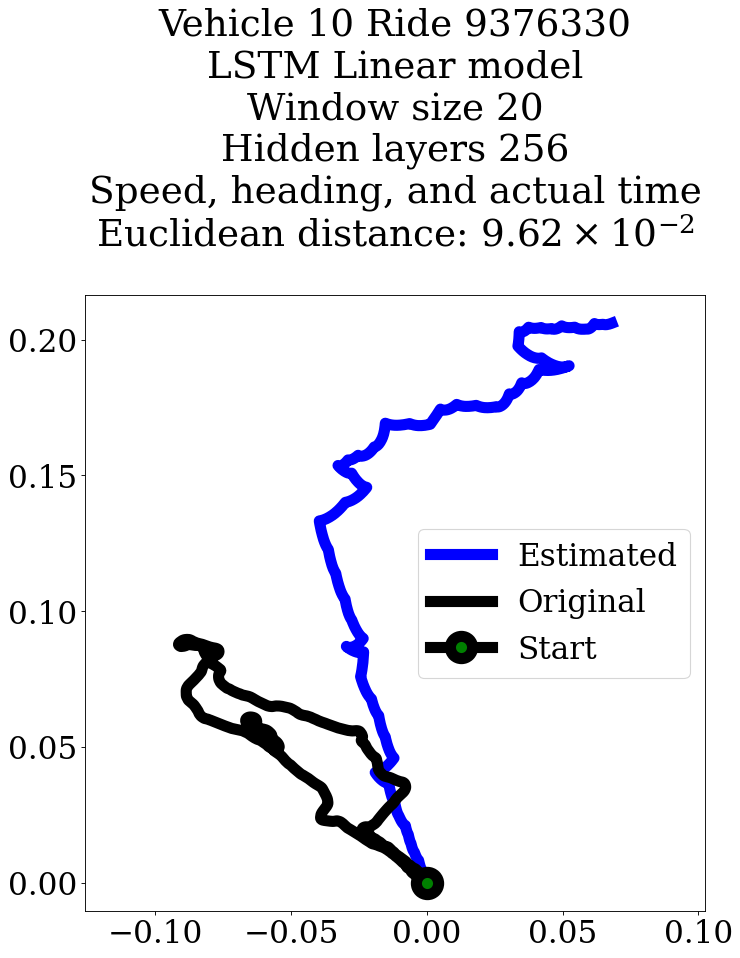 Vehicle 10 Ride 9376330
LSTM Linear model
Window size 20
Hidden layers 256
Speed, heading, and actual time
Euclidean distance: 9.62 × 10⁻²
0.20
0.15
Estimated
Original
Start
0.10
0.05
0.00
−0.10 −0.05 0.00 0.05 0.10